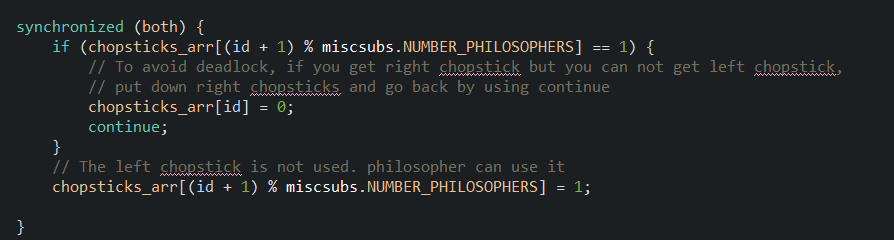 synchronized (both) {
    if (chopsticks_arr[(id + 1) % miscsubs.NUMBER_PHILOSOPHERS] == 1) {
        // To avoid deadlock, if you get right chopstick but you can not get left chopstick,
        // put down right chopsticks and go back by using continue
        chopsticks_arr[id] = 0;
        continue;
    }
    // The left chopstick is not used. philosopher can use it
    chopsticks_arr[(id + 1) % miscsubs.NUMBER_PHILOSOPHERS] = 1;
}